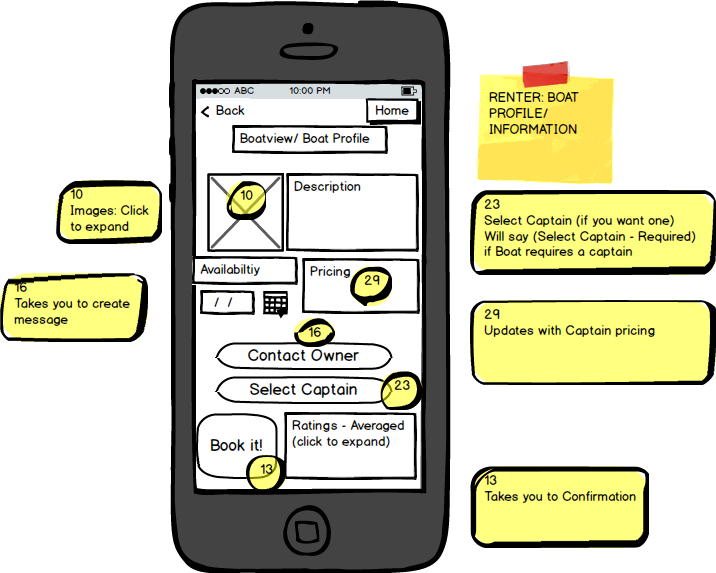 ABC 10:00 PM
Back
Home
Boatview/ Boat Profile
10
Description
Availabiltiy
Pricing
29
/ /
16
Contact Owner
Select Captain
23
Book it!
13
Ratings - Averaged
(click to expand)
10
Images: Click
to expand
16
Takes you to create
message
RENTER: BOAT
PROFILE/
INFORMATION
23
Select Captain (if you want one)
Will say (Select Captain - Required)
if Boat requires a captain
29
Updates with Captain pricing
13
Takes you to Confirmation